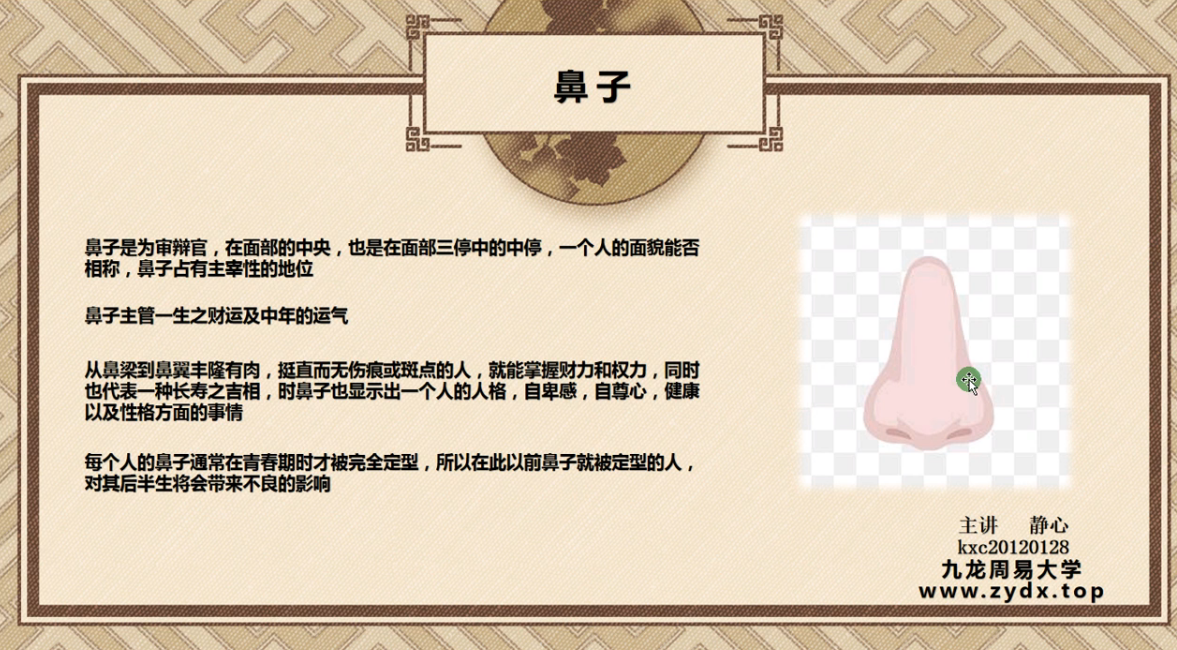 鼻子
鼻子是为审辩官，在面部的中央，也是在面部三停中的中停，一个人的面貌能否
相称，鼻子占有主宰性的地位
鼻子主管一生之财运及中年的运气
从鼻梁到鼻翼丰隆有肉，挺直而无伤痕或斑点的人，就能掌握财力和权力，同时
也代表一种长寿之吉相，时鼻子也显示出一个人的人格，自卑感，自尊心，健康
以及性格方面的事情
每个人的鼻子通常在青春期时才被完全定型，所以在此以前鼻子就被定型的人，
对其后半生将会带来不良的影响
主讲 静心
kxc20120128
九龙周易大学
www.zydx.top